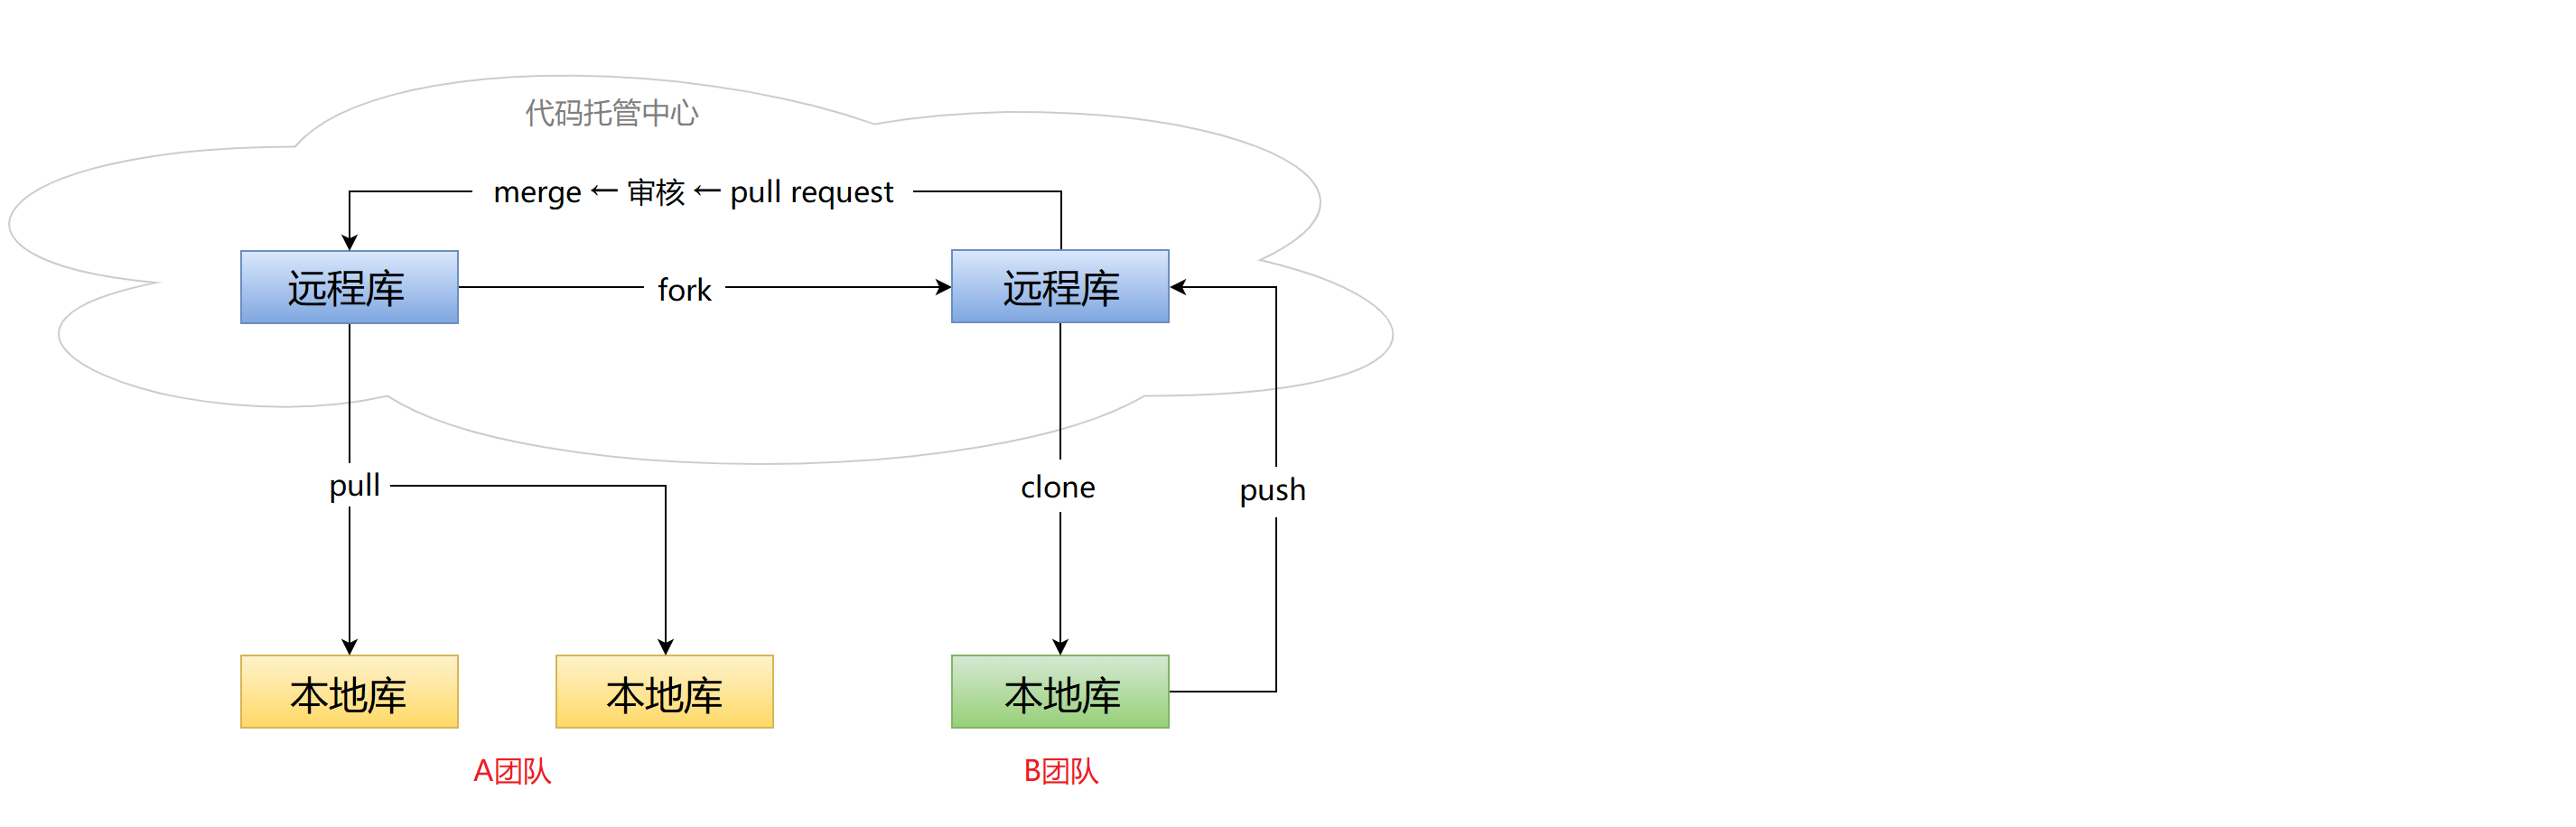 代码托管中心
merge ← 审核 ← pull request
远程库
fork
远程库
pull
clone
push
本地库
本地库
本地库
A团队
B团队